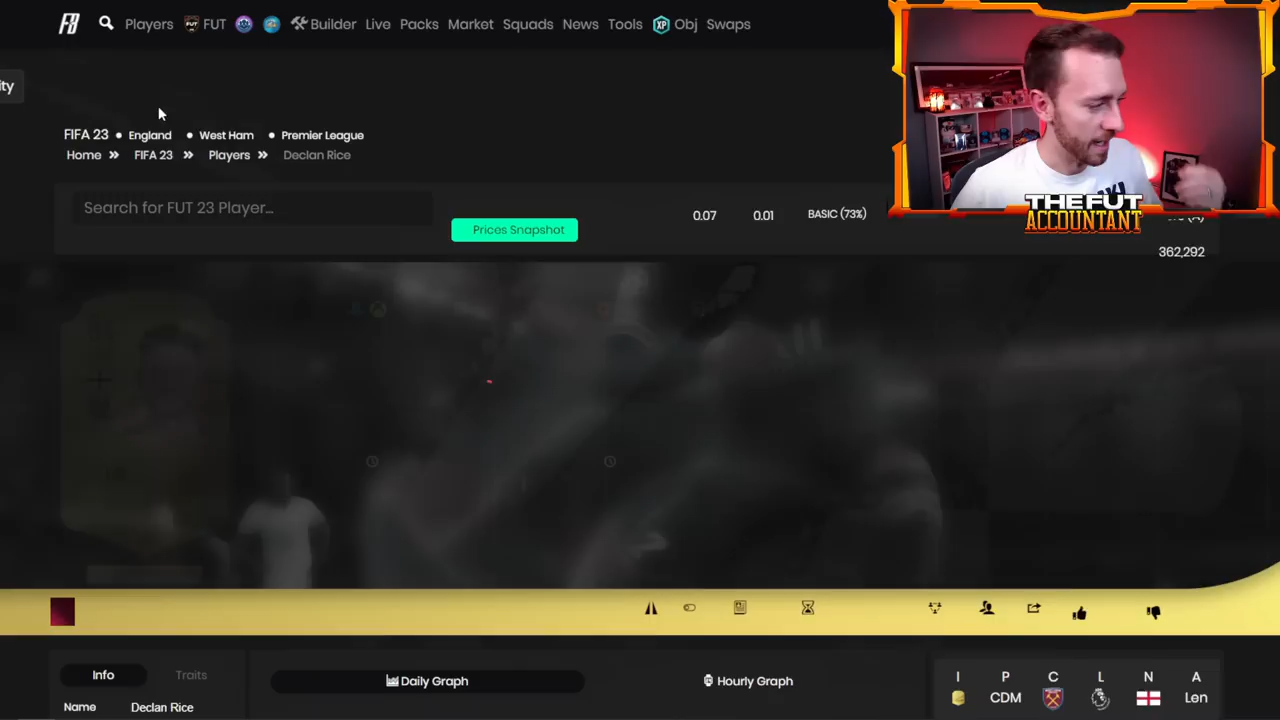 Players FUT Builder Live Packs Market Squads News Tools XP Obj Swaps
ity
FIFA 23 • England • West Ham • Premier League
Home » FIFA 23 » Players » Declan Rice
Search for FUT 23 Player...
Prices Snapshot
0.07 0.01 BASIC (73%)
362,292
THE FUT
ACCOUNTANT
Info Traits
Daily Graph
Hourly Graph
I P C L N A
CDM Len
Name Declan Rice